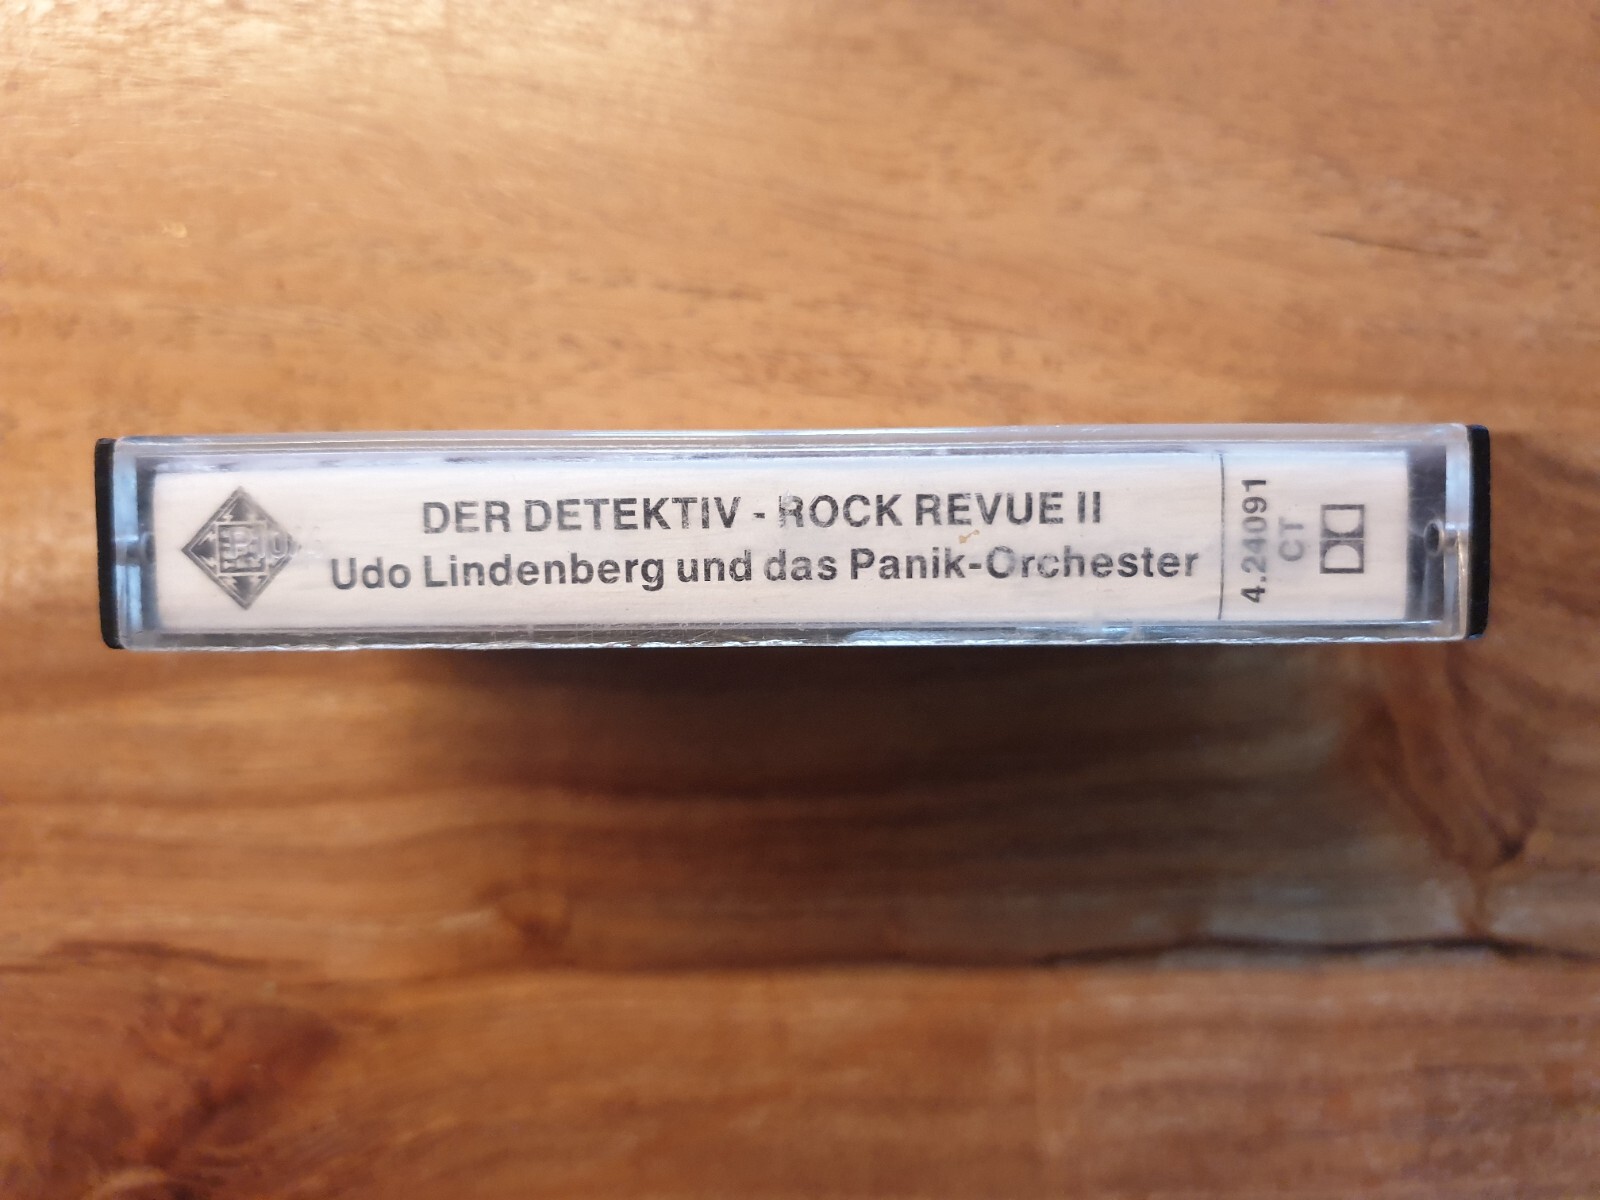 DER DETEKTIV - ROCK REVUE II
Udo Lindenberg und das Panik-Orchester
4.24091
CT